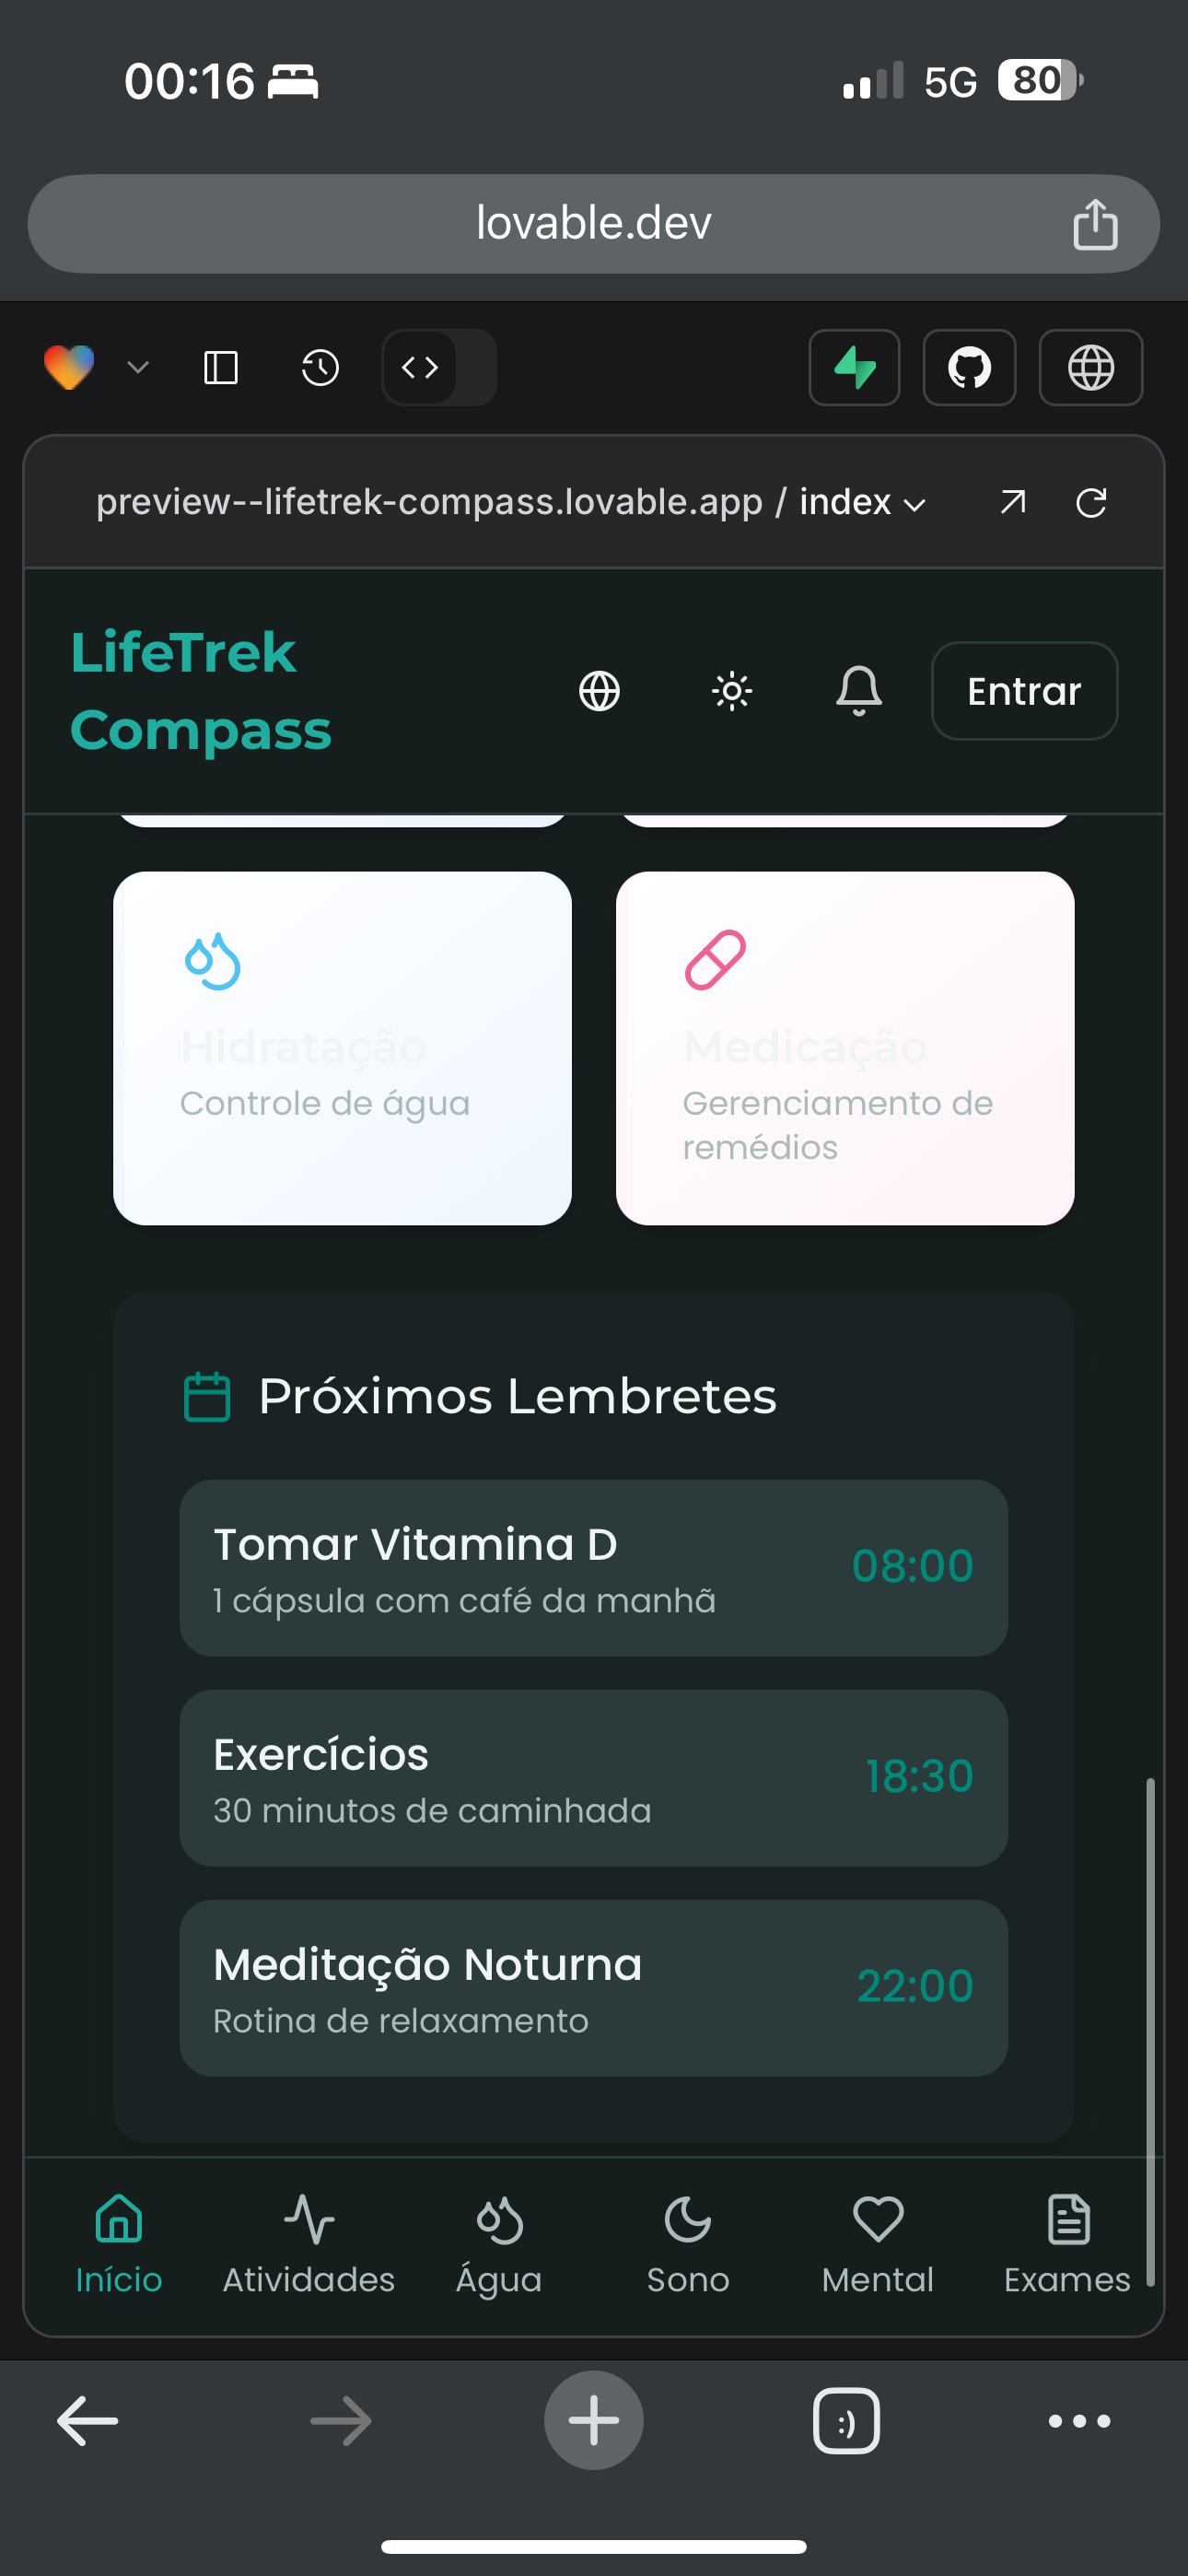 00:16
5G
80
lovable.dev
preview--lifetrek-compass.lovable.app / index
LifeTrek
Compass
Entrar
Hidratação
Controle de água
Medicação
Gerenciamento de
remédios
Próximos Lembretes
Tomar Vitamina D
1 cápsula com café da manhã
08:00
Exercícios
30 minutos de caminhada
18:30
Meditação Noturna
Rotina de relaxamento
22:00
Início
Atividades
Água
Sono
Mental
Exames
:)